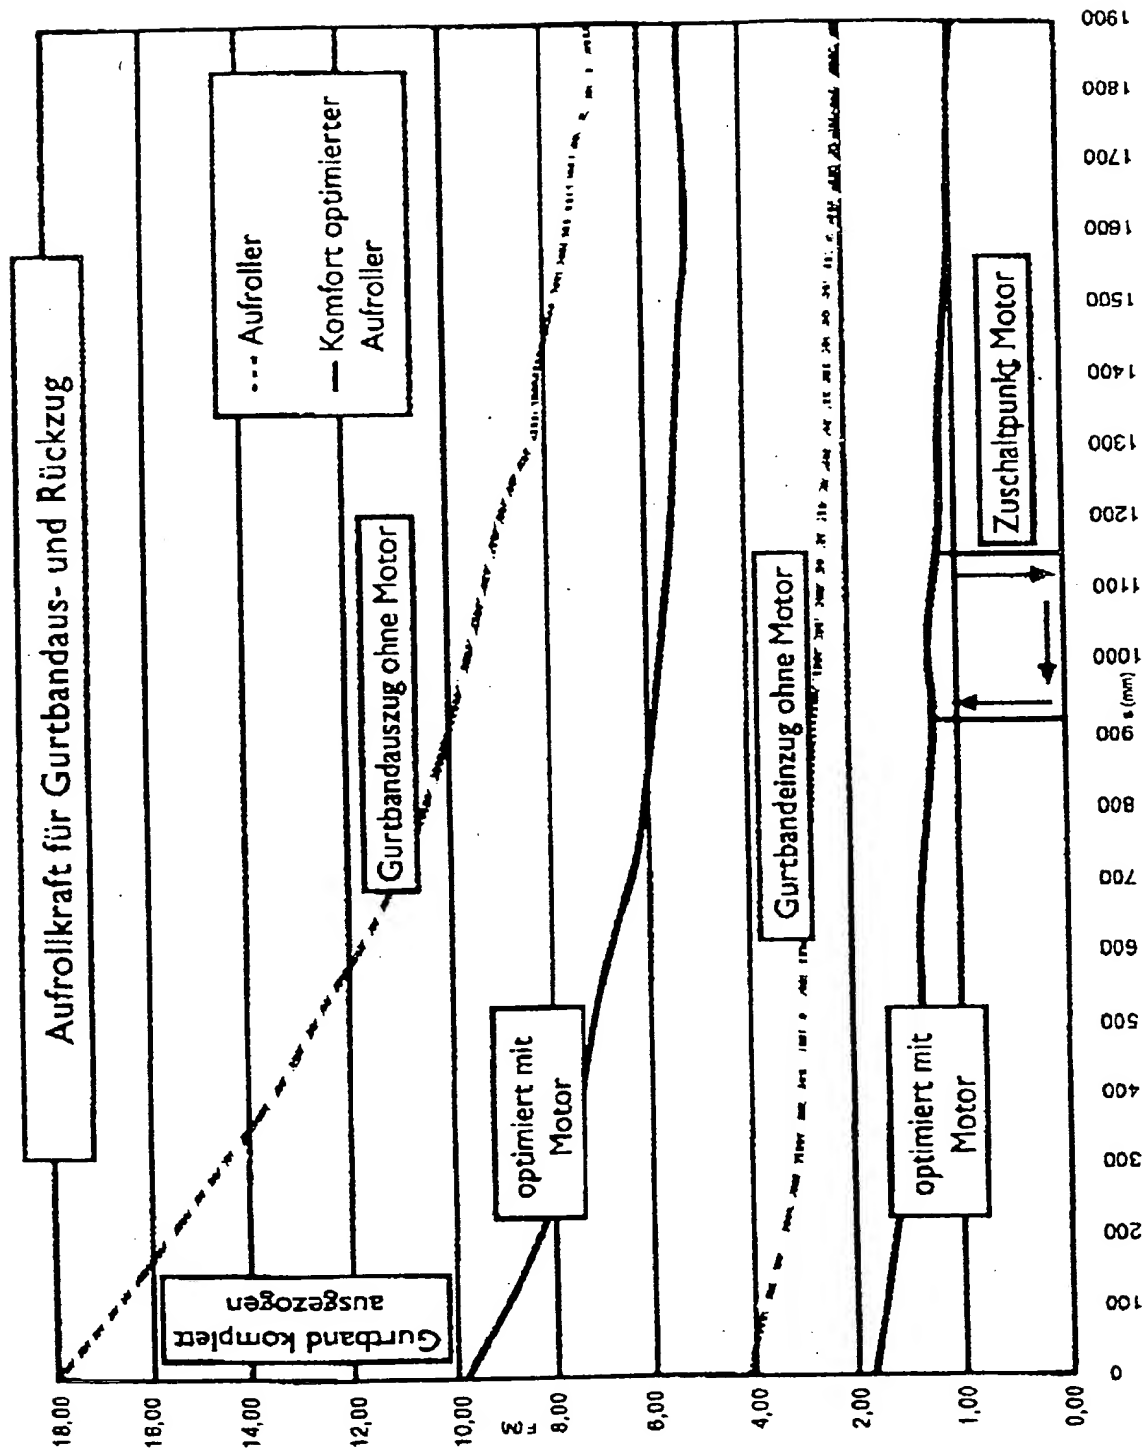 Aufrollkraft für Gurtbandaus- und Rückzug
--- Aufroller
— Komfort optimierter
Aufroller
Gurtband komplett
ausgezogen
Gurtbandauszug ohne Motor
optimiert mit
Motor
Gurtbandeinzug ohne Motor
optimiert mit
Motor
Zuschaltpunkt Motor
18,00
16,00
14,00
12,00
10,00
8,00
6,00
4,00
2,00
1,00
0,00
0
100
200
300
400
500
600
700
800
900
s (mm)
1000
1100
1200
1300
1400
1500
1600
1700
1800
1900